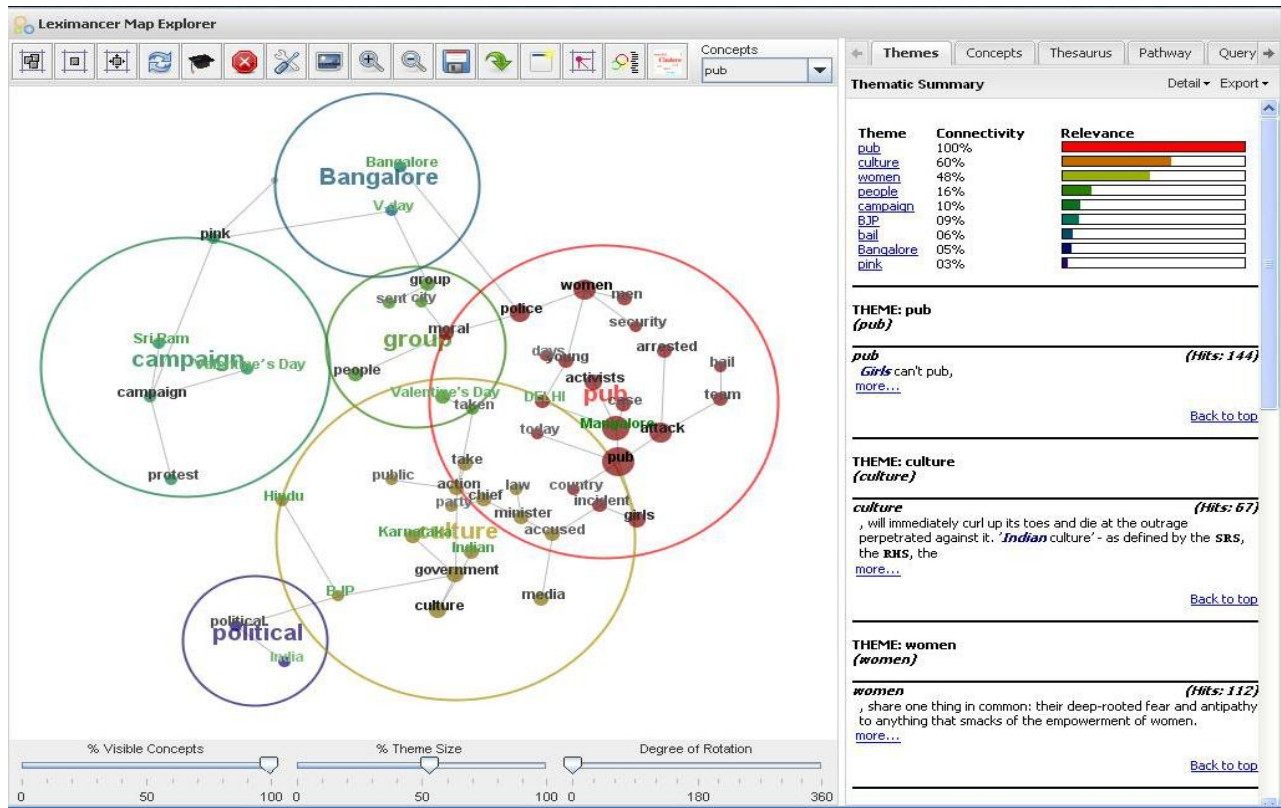 Leximancer Map Explorer
Concepts
pub
Themes Concepts Thesaurus Pathway Query
Thematic Summary Detail Export
Theme Connectivity Relevance
pub 100%
culture 60%
women 48%
people 16%
campaign 10%
BJP 09%
bail 06%
Bangalore 05%
pink 03%
THEME: pub
(pub)
pub (Hits: 144)
Girls can't pub,
more...
Back to top
THEME: culture
(culture)
culture (Hits: 67)
, will immediately curl up its toes and die at the outrage
perpetrated against it. 'Indian culture' - as defined by the SRS,
the RHS, the
more...
Back to top
THEME: women
(women)
women (Hits: 112)
, share one thing in common: their deep-rooted fear and antipathy
to anything that smacks of the empowerment of women.
more...
Back to top
Bangalore
Bangalore
V-day
pink
group
sent city
women
men
police
security
moral
group
Sri Ram
campaign
Valentine's Day
people
campaign
days
young
arrested
bail
activists
pub
Valentine's Day
taken
DELHI
case
team
Mangalore
attack
today
pub
protest
take
public
action
country
Hindu
chief
law
party
incident
minister
girls
culture
Karnataka
accused
Indian
government
BJP
media
culture
political
political
India
% Visible Concepts % Theme Size Degree of Rotation
0 50 100 0 50 100 0 180 360